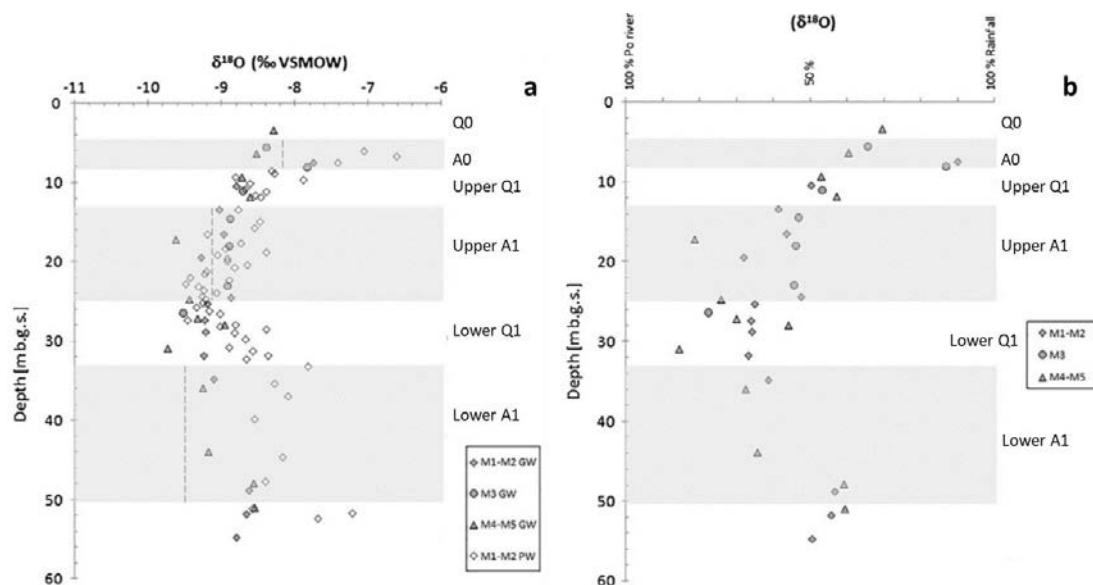 δ¹⁸O (‰ VSMOW)
-11 -10 -9 -8 -7 -6
a
0
10
20
30
40
50
60
Depth [m b.g.s.]
Q0
A0
Upper Q1
Upper A1
Lower Q1
Lower A1
M1-M2 GW
M3 GW
M4-M5 GW
M1-M2 PW
(δ¹⁸O)
100 % Po river
50 %
100 % Rainfall
b
0
10
20
30
40
50
60
Depth [m b.g.s.]
Q0
A0
Upper Q1
Upper A1
Lower Q1
Lower A1
M1-M2
M3
M4-M5